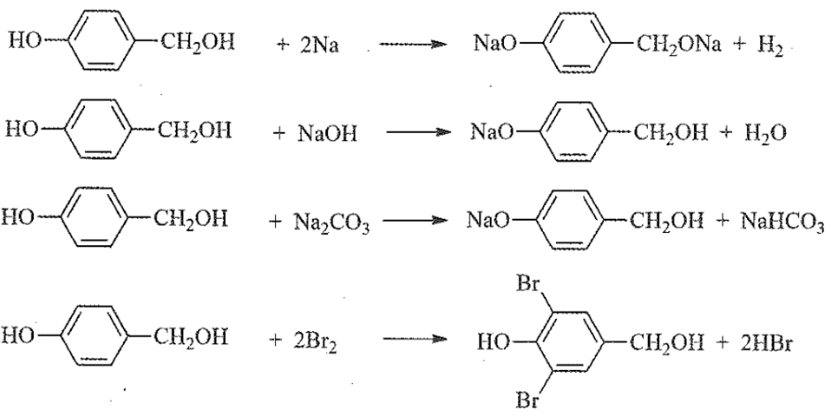 HO CH₂OH + 2Na NaO CH₂ONa + H₂
HO CH₂OH + NaOH NaO CH₂OH + H₂O
HO CH₂OH + Na₂CO₃ NaO CH₂OH + NaHCO₃
Br
HO CH₂OH + 2Br₂ HO CH₂OH + 2HBr
Br